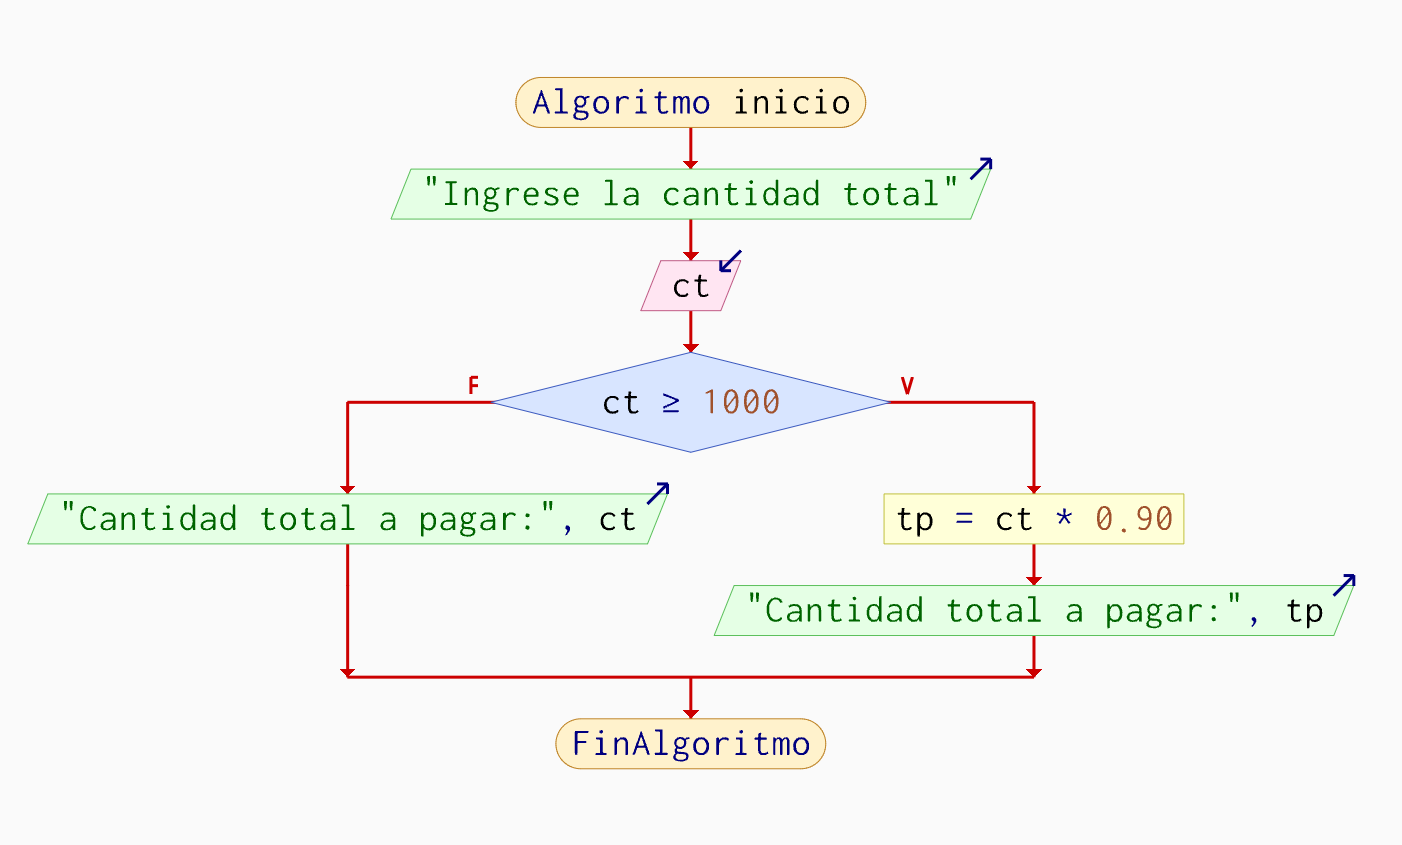 Algoritmo inicio
"Ingrese la cantidad total"
ct
F
V
ct ≥ 1000
"Cantidad total a pagar:", ct
tp = ct * 0.90
"Cantidad total a pagar:", tp
FinAlgoritmo